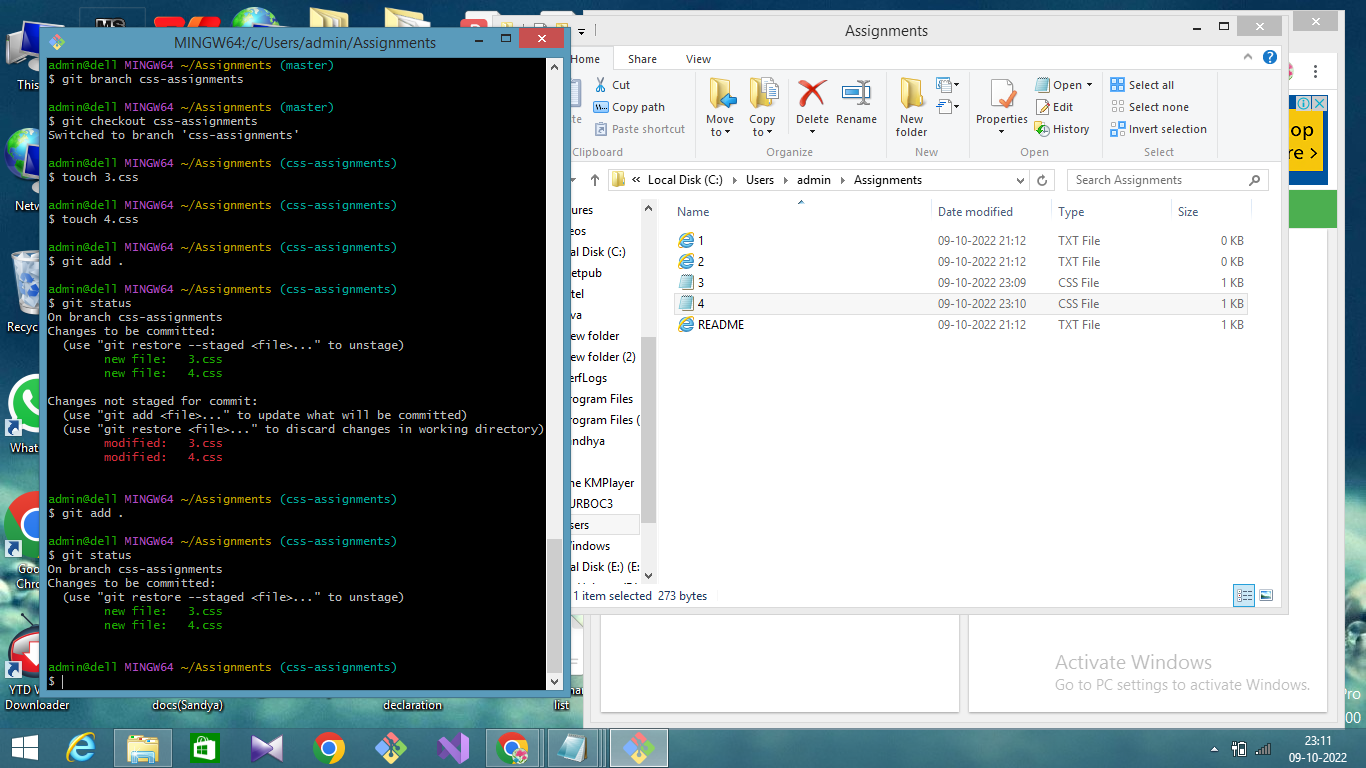 MINGW64:/c/Users/admin/Assignments
admin@dell MINGW64 ~/Assignments (master)
$ git branch css-assignments
admin@dell MINGW64 ~/Assignments (master)
$ git checkout css-assignments
Switched to branch 'css-assignments'
admin@dell MINGW64 ~/Assignments (css-assignments)
$ touch 3.css
admin@dell MINGW64 ~/Assignments (css-assignments)
$ touch 4.css
admin@dell MINGW64 ~/Assignments (css-assignments)
$ git add .
admin@dell MINGW64 ~/Assignments (css-assignments)
$ git status
On branch css-assignments
Changes to be committed:
(use "git restore --staged <file>..." to unstage)
new file: 3.css
new file: 4.css
Changes not staged for commit:
(use "git add <file>..." to update what will be committed)
(use "git restore <file>..." to discard changes in working directory)
modified: 3.css
modified: 4.css
admin@dell MINGW64 ~/Assignments (css-assignments)
$ git add .
admin@dell MINGW64 ~/Assignments (css-assignments)
$ git status
On branch css-assignments
Changes to be committed:
(use "git restore --staged <file>..." to unstage)
new file: 3.css
new file: 4.css
admin@dell MINGW64 ~/Assignments (css-assignments)
$
Assignments
Home Share View
Cut
Copy path
Paste shortcut
Clipboard
Move to
Copy to
Delete
Rename
Organize
New folder
New
Properties
Open
Edit
History
Open
Select all
Select none
Invert selection
Select
« Local Disk (C:) Users admin Assignments
Search Assignments
Name Date modified Type Size
1 09-10-2022 21:12 TXT File 0 KB
2 09-10-2022 21:12 TXT File 0 KB
3 09-10-2022 23:09 CSS File 1 KB
4 09-10-2022 23:10 CSS File 1 KB
README 09-10-2022 21:12 TXT File 1 KB
ures
eos
al Disk (C:)
etpub
tel
va
ew folder
ew folder (2)
erfLogs
rogram Files
rogram Files (
ndhya
ne KMPlayer
URBOC3
sers
indows
al Disk (E:) (E:
1 item selected 273 bytes
op
re >
Activate Windows
Go to PC settings to activate Windows.
Pro
00
MS
This
Netw
Recyc
What
Goo
Chro
YTD V
Downloader
docs(Sandya)
declaration
list
23:11
09-10-2022